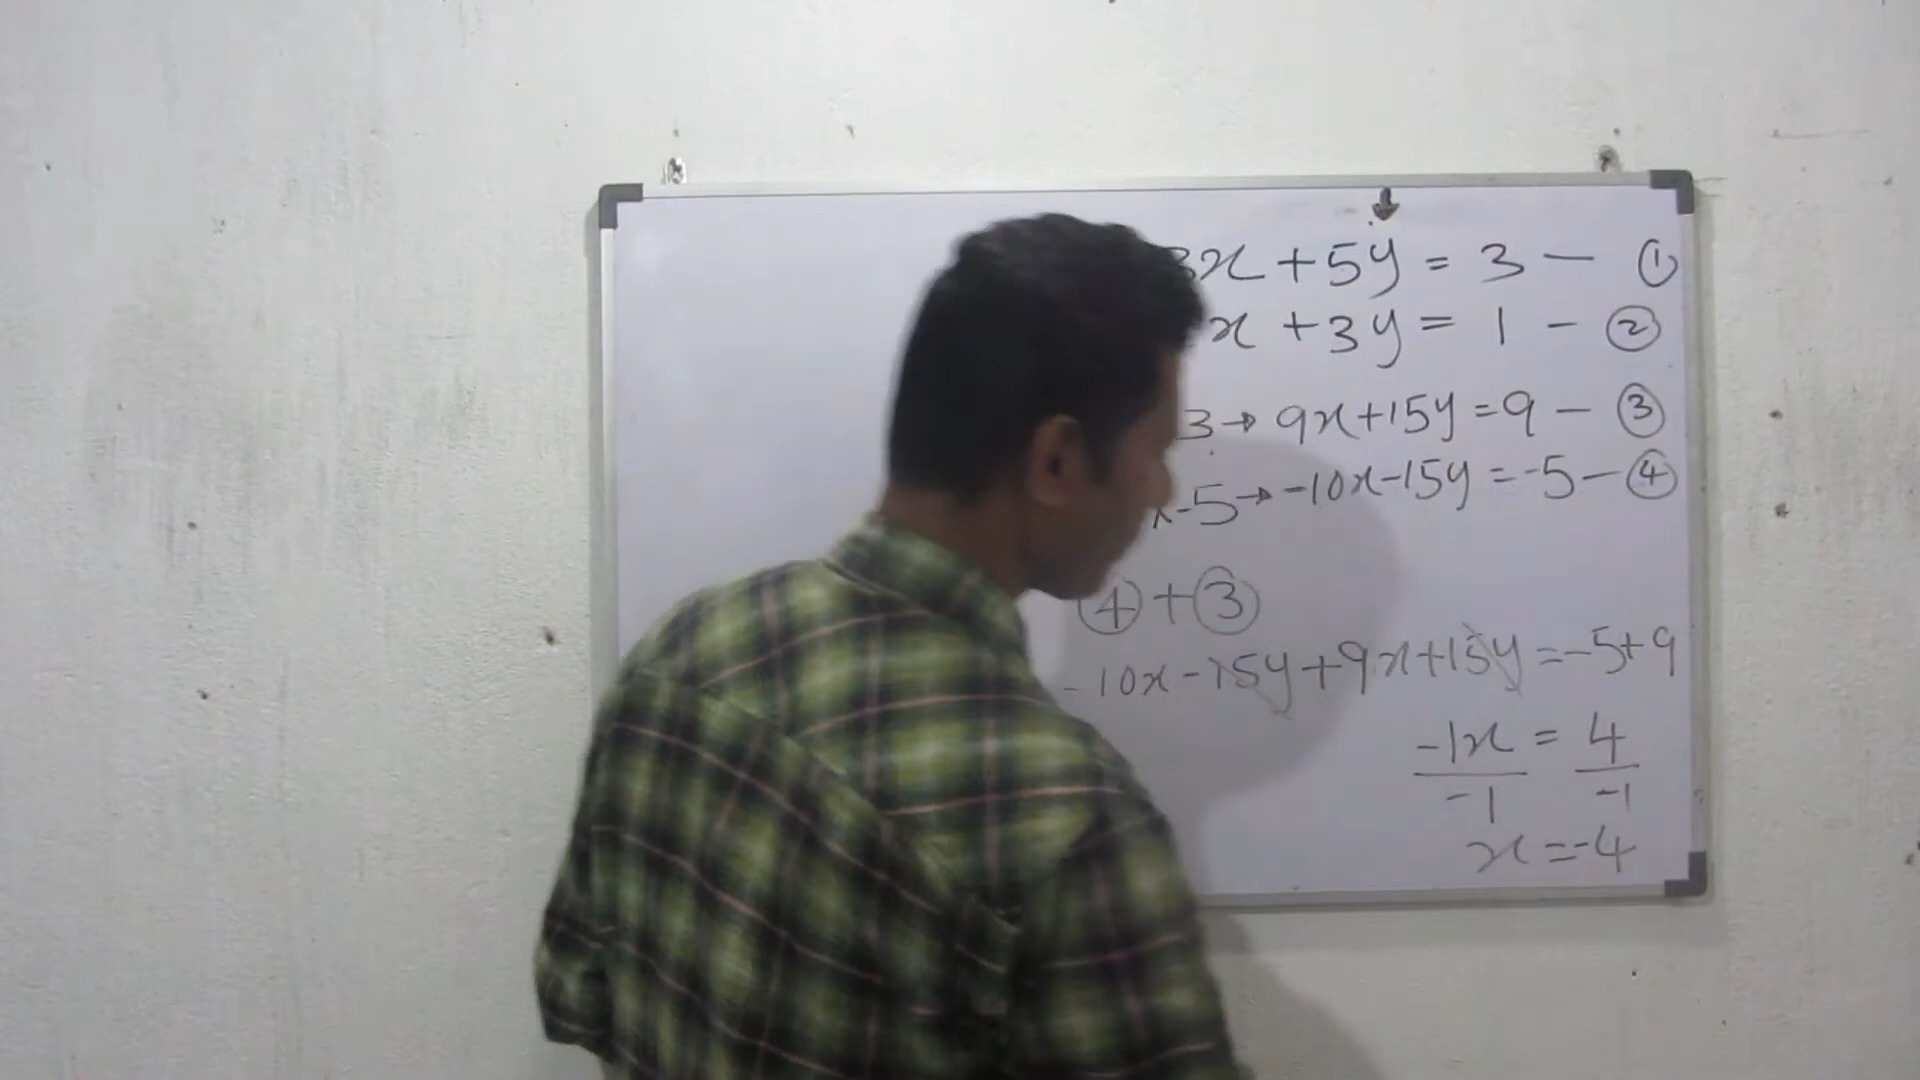 3x + 5y = 3 — ①
x + 3y = 1 — ②
3 → 9x + 15y = 9 — ③
x - 5 → -10x - 15y = -5 — ④
④ + ③
- 10x - 15y + 9x + 15y = -5 + 9
-1x = 4
-1 -1
x = -4